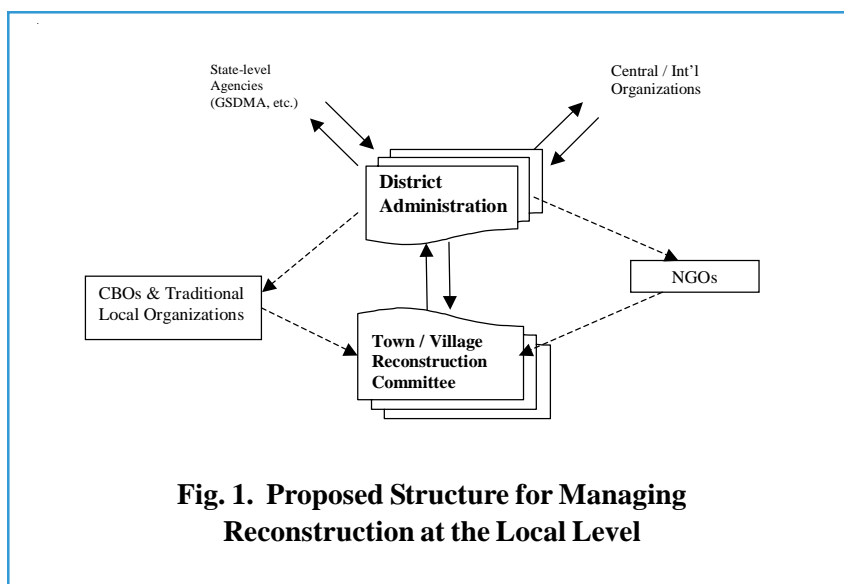 State-level
Agencies
(GSDMA, etc.)
Central / Int'l
Organizations
District
Administration
CBOs & Traditional
Local Organizations
NGOs
Town / Village
Reconstruction
Committee
Fig. 1. Proposed Structure for Managing
Reconstruction at the Local Level